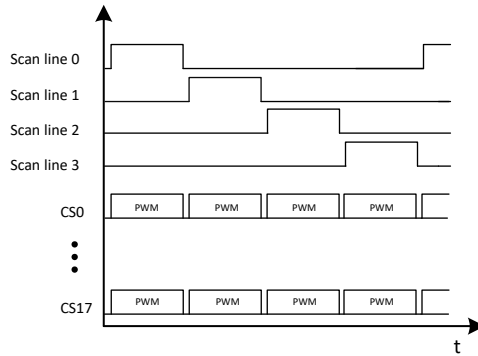 Scan line 0
Scan line 1
Scan line 2
Scan line 3
CS0 PWM PWM PWM PWM
CS17 PWM PWM PWM PWM
t